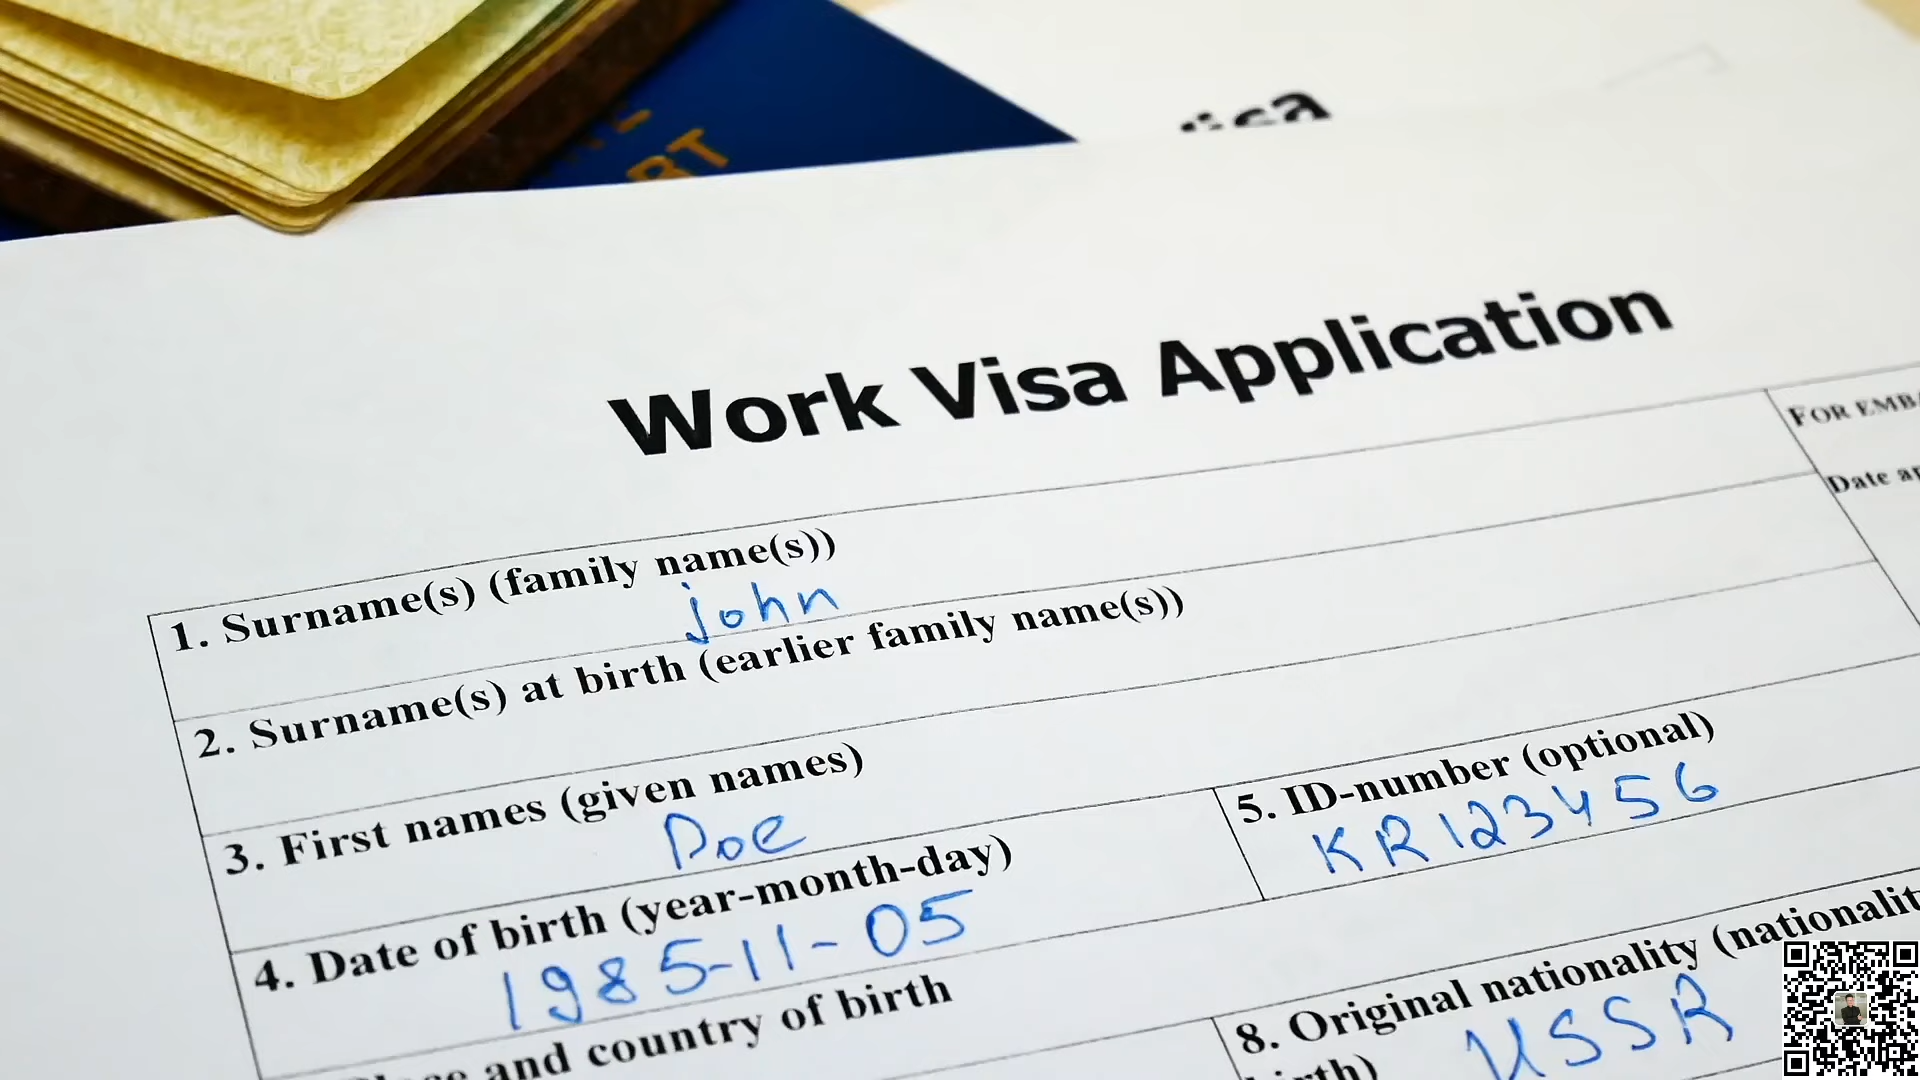 RT
Visa
Work Visa Application
FOR
Date
1. Surname(s) (family name(s))
john
2. Surname(s) at birth (earlier family name(s))
3. First names (given names)
Doe
4. Date of birth (year-month-day)
1985-11-05
5. ID-number (optional)
KR123456
and country of birth
8. Original nationality
USSR